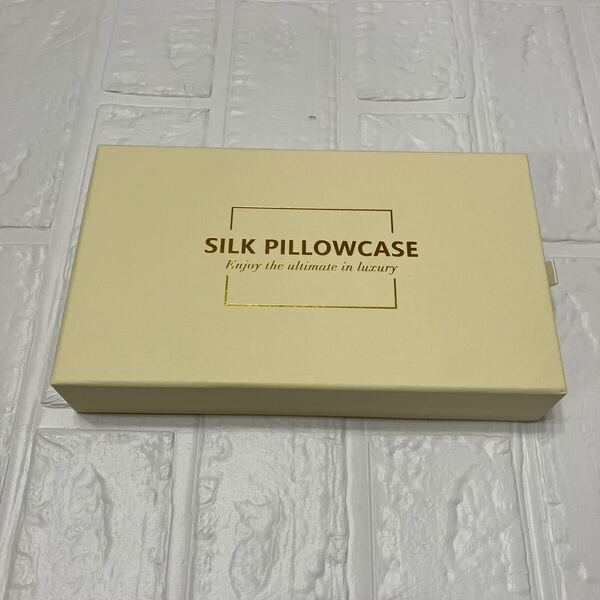 SILK PILLOWCASE
Enjoy the ultimate in luxury